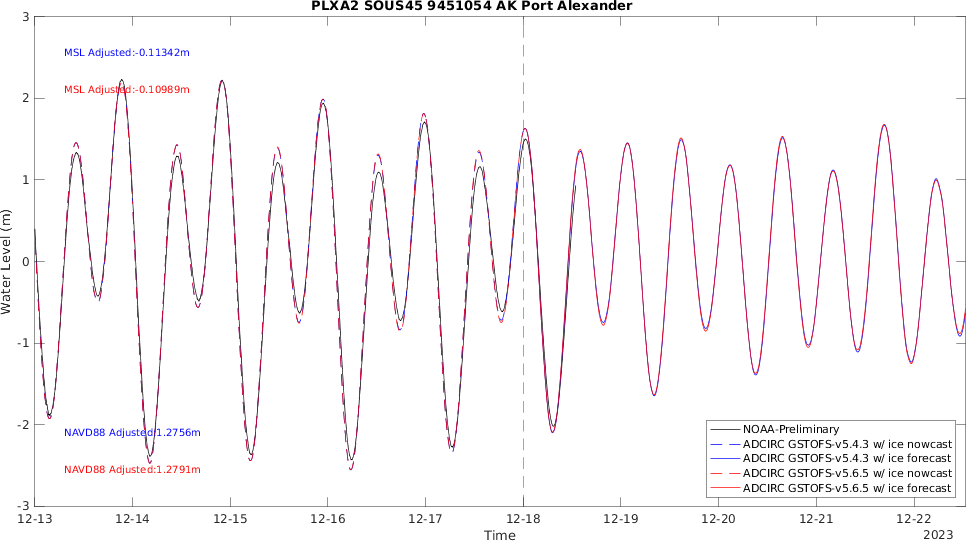 PLXA2 SOUS45 9451054 AK Port Alexander
3
2
1
0
-1
-2
-3
Water Level (m)
MSL Adjusted:-0.11342m
MSL Adjusted:-0.10989m
NAVD88 Adjusted:1.2756m
NAVD88 Adjusted:1.2791m
NOAA-Preliminary
ADCIRC GSTOFS-v5.4.3 w/ ice nowcast
ADCIRC GSTOFS-v5.4.3 w/ ice forecast
ADCIRC GSTOFS-v5.6.5 w/ ice nowcast
ADCIRC GSTOFS-v5.6.5 w/ ice forecast
12-13 12-14 12-15 12-16 12-17 12-18 12-19 12-20 12-21 12-22
Time
2023